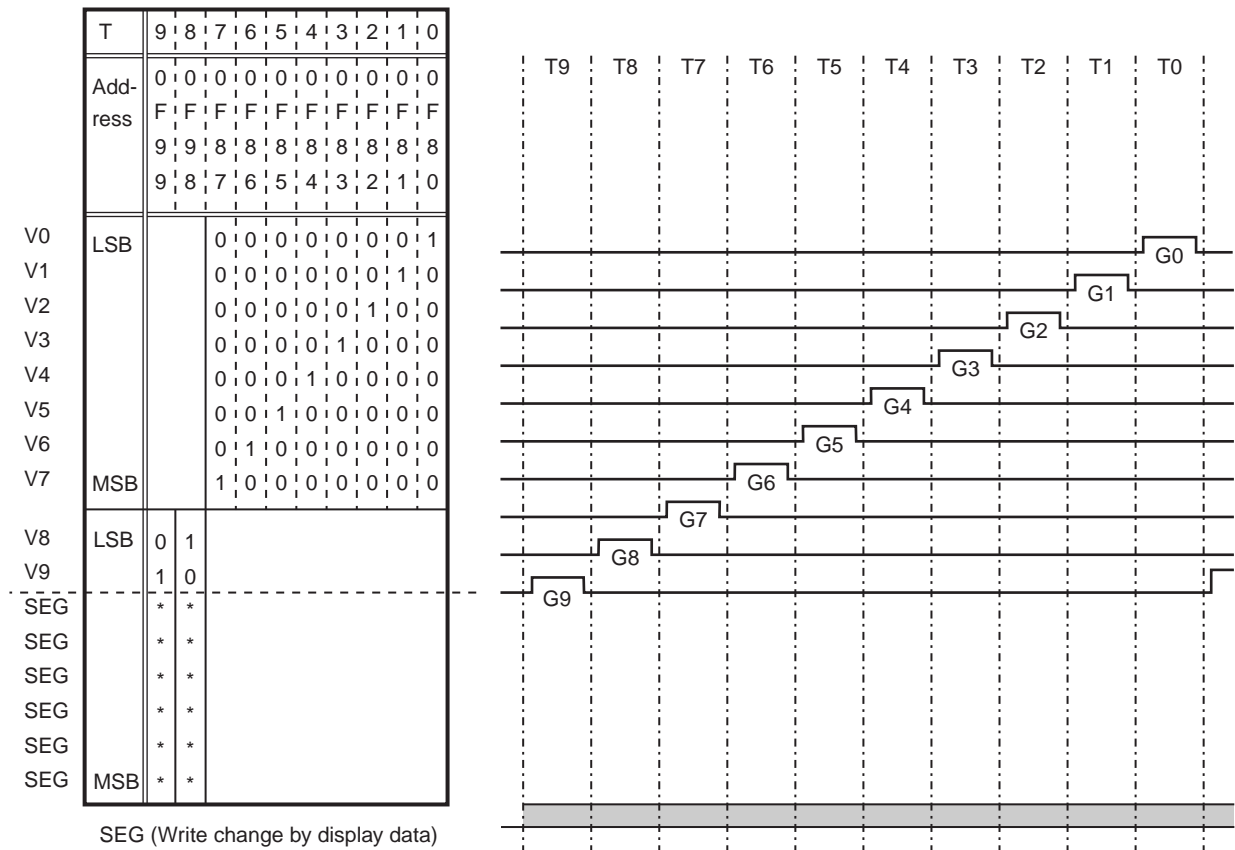 T 9 8 7 6 5 4 3 2 1 0
Add-
ress
0 0 0 0 0 0 0 0 0 0
F F F F F F F F F F
9 9 8 8 8 8 8 8 8 8
9 8 7 6 5 4 3 2 1 0
T9 T8 T7 T6 T5 T4 T3 T2 T1 T0
V0 LSB 0 0 0 0 0 0 0 1 G0
V1 0 0 0 0 0 0 1 0 G1
V2 0 0 0 0 0 1 0 0 G2
V3 0 0 0 0 1 0 0 0 G3
V4 0 0 0 1 0 0 0 0 G4
V5 0 0 1 0 0 0 0 0 G5
V6 0 1 0 0 0 0 0 0 G6
V7 MSB 1 0 0 0 0 0 0 0 G7
V8 LSB 0 1 G8
V9 1 0 G9
SEG * *
SEG * *
SEG * *
SEG * *
SEG * *
SEG MSB * *
SEG (Write change by display data)